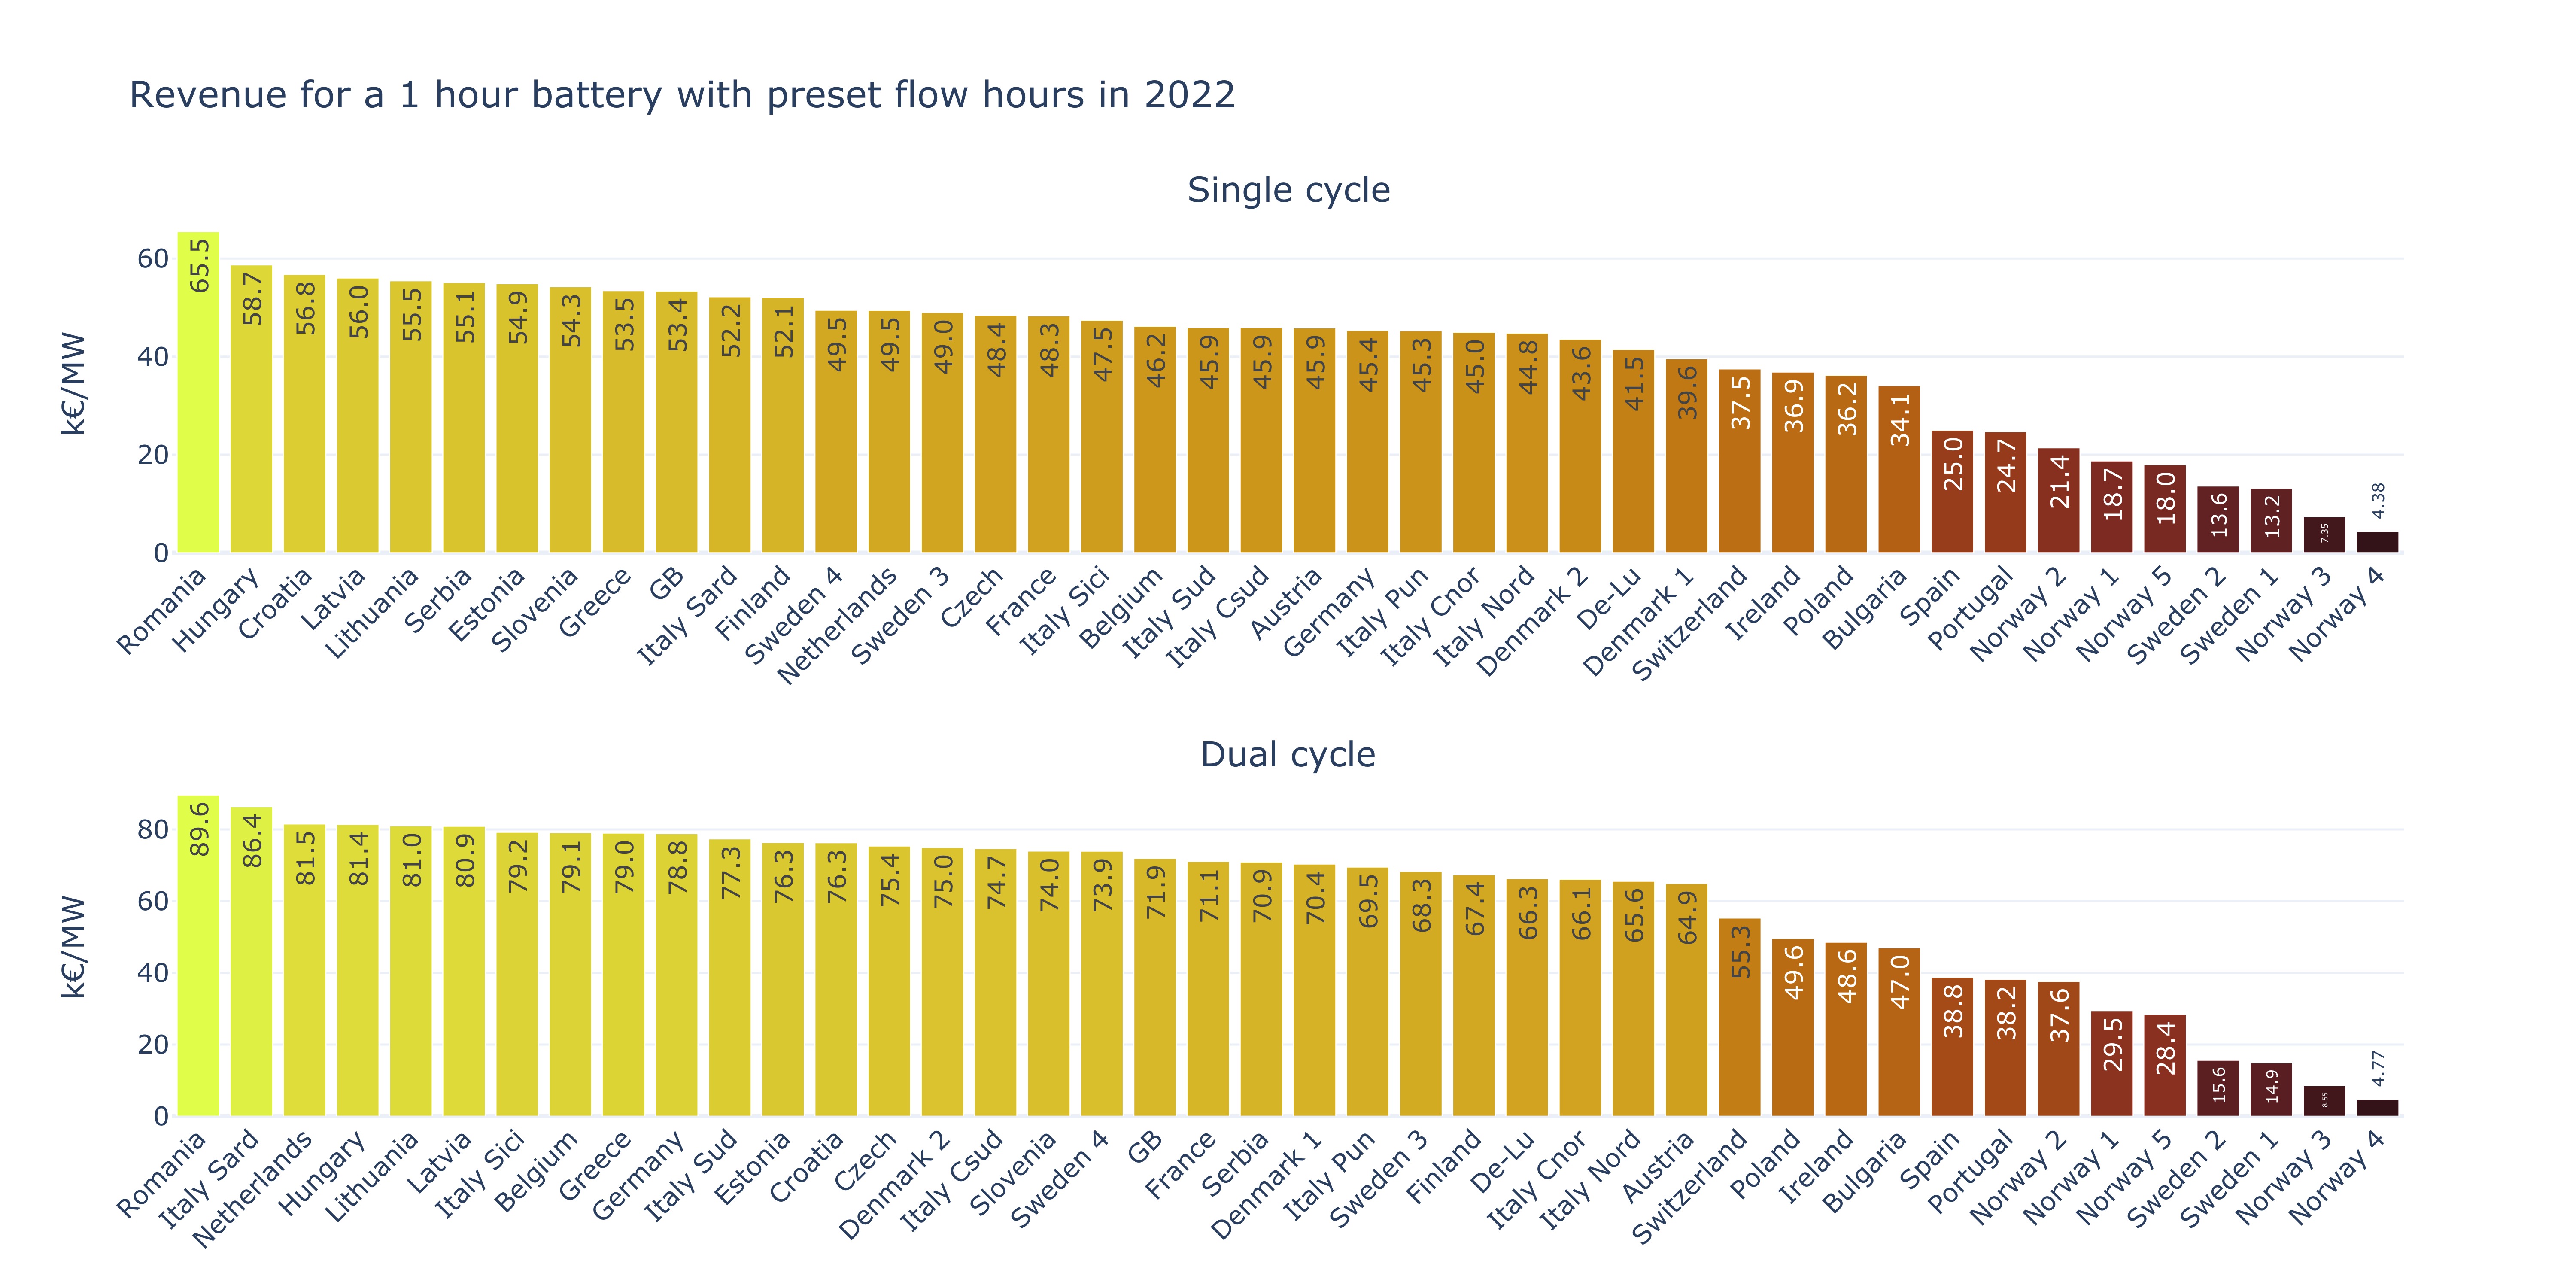 Revenue for a 1 hour battery with preset flow hours in 2022
Single cycle
k€/MW
60
40
20
0
65.5 58.7 56.8 56.0 55.5 55.1 54.9 54.3 53.5 53.4 52.2 52.1 49.5 49.5 49.0 48.4 48.3 47.5 46.2 45.9 45.9 45.9 45.4 45.3 45.0 44.8 43.6 41.5 39.6 37.5 36.9 36.2 34.1 25.0 24.7 21.4 18.7 18.0 13.6 13.2 7.35 4.38
Romania Hungary Croatia Latvia Lithuania Serbia Estonia Slovenia Greece GB Italy Sard Finland Sweden 4 Netherlands Sweden 3 Czech France Italy Sici Belgium Italy Sud Italy Csud Austria Germany Italy Pun Italy Cnor Italy Nord Denmark 2 De-Lu Denmark 1 Switzerland Ireland Poland Bulgaria Spain Portugal Norway 2 Norway 1 Norway 5 Sweden 2 Sweden 1 Norway 3 Norway 4
Dual cycle
k€/MW
80
60
40
20
0
89.6 86.4 81.5 81.4 81.0 80.9 79.2 79.1 79.0 78.8 77.3 76.3 76.3 75.4 75.0 74.7 74.0 73.9 71.9 71.1 70.9 70.4 69.5 68.3 67.4 66.3 66.1 65.6 64.9 55.3 49.6 48.6 47.0 38.8 38.2 37.6 29.5 28.4 15.6 14.9 8.55 4.77
Romania Italy Sard Netherlands Hungary Lithuania Latvia Italy Sici Belgium Greece Germany Italy Sud Estonia Croatia Czech Denmark 2 Italy Csud Slovenia Sweden 4 GB France Serbia Denmark 1 Italy Pun Sweden 3 Finland De-Lu Italy Cnor Italy Nord Austria Switzerland Poland Ireland Bulgaria Spain Portugal Norway 2 Norway 1 Norway 5 Sweden 2 Sweden 1 Norway 3 Norway 4